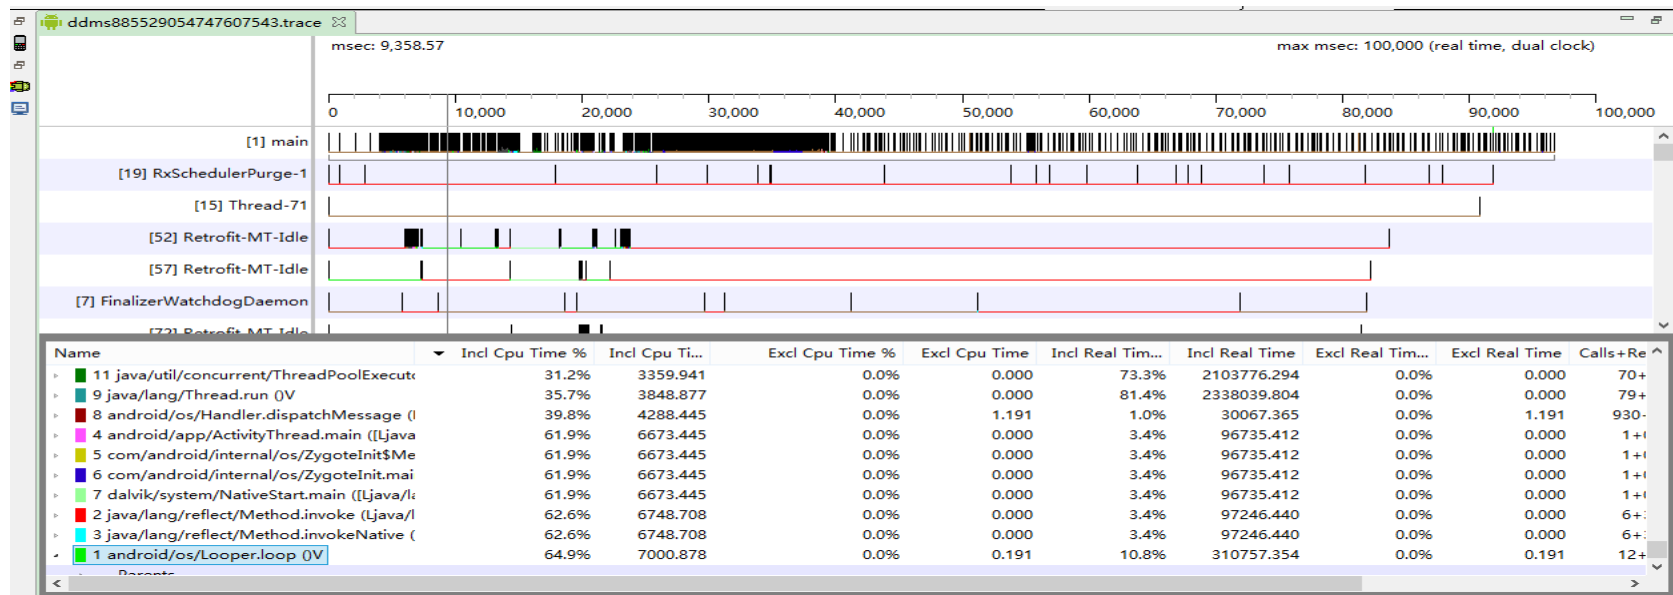 ddms885529054747607543.trace
msec: 9,358.57 max msec: 100,000 (real time, dual clock)
0 10,000 20,000 30,000 40,000 50,000 60,000 70,000 80,000 90,000 100,000
[1] main
[19] RxSchedulerPurge-1
[15] Thread-71
[52] Retrofit-MT-Idle
[57] Retrofit-MT-Idle
[7] FinalizerWatchdogDaemon
[72] Retrofit-MT-Idle
Name Incl Cpu Time % Incl Cpu Ti... Excl Cpu Time % Excl Cpu Time Incl Real Tim... Incl Real Time Excl Real Tim... Excl Real Time Calls+Re
11 java/util/concurrent/ThreadPoolExecuto 31.2% 3359.941 0.0% 0.000 73.3% 2103776.294 0.0% 0.000 70+
9 java/lang/Thread.run ()V 35.7% 3848.877 0.0% 0.000 81.4% 2338039.804 0.0% 0.000 79+
8 android/os/Handler.dispatchMessage (l 39.8% 4288.445 0.0% 1.191 1.0% 30067.365 0.0% 1.191 930-
4 android/app/ActivityThread.main ([Ljava 61.9% 6673.445 0.0% 0.000 3.4% 96735.412 0.0% 0.000 1+
5 com/android/internal/os/ZygoteInit$Me 61.9% 6673.445 0.0% 0.000 3.4% 96735.412 0.0% 0.000 1+
6 com/android/internal/os/ZygoteInit.mai 61.9% 6673.445 0.0% 0.000 3.4% 96735.412 0.0% 0.000 1+
7 dalvik/system/NativeStart.main ([Ljava/la 61.9% 6673.445 0.0% 0.000 3.4% 96735.412 0.0% 0.000 1+
2 java/lang/reflect/Method.invoke (Ljava/l 62.6% 6748.708 0.0% 0.000 3.4% 97246.440 0.0% 0.000 6+
3 java/lang/reflect/Method.invokeNative ( 62.6% 6748.708 0.0% 0.000 3.4% 97246.440 0.0% 0.000 6+
1 android/os/Looper.loop ()V 64.9% 7000.878 0.0% 0.191 10.8% 310757.354 0.0% 0.191 12+
Parents